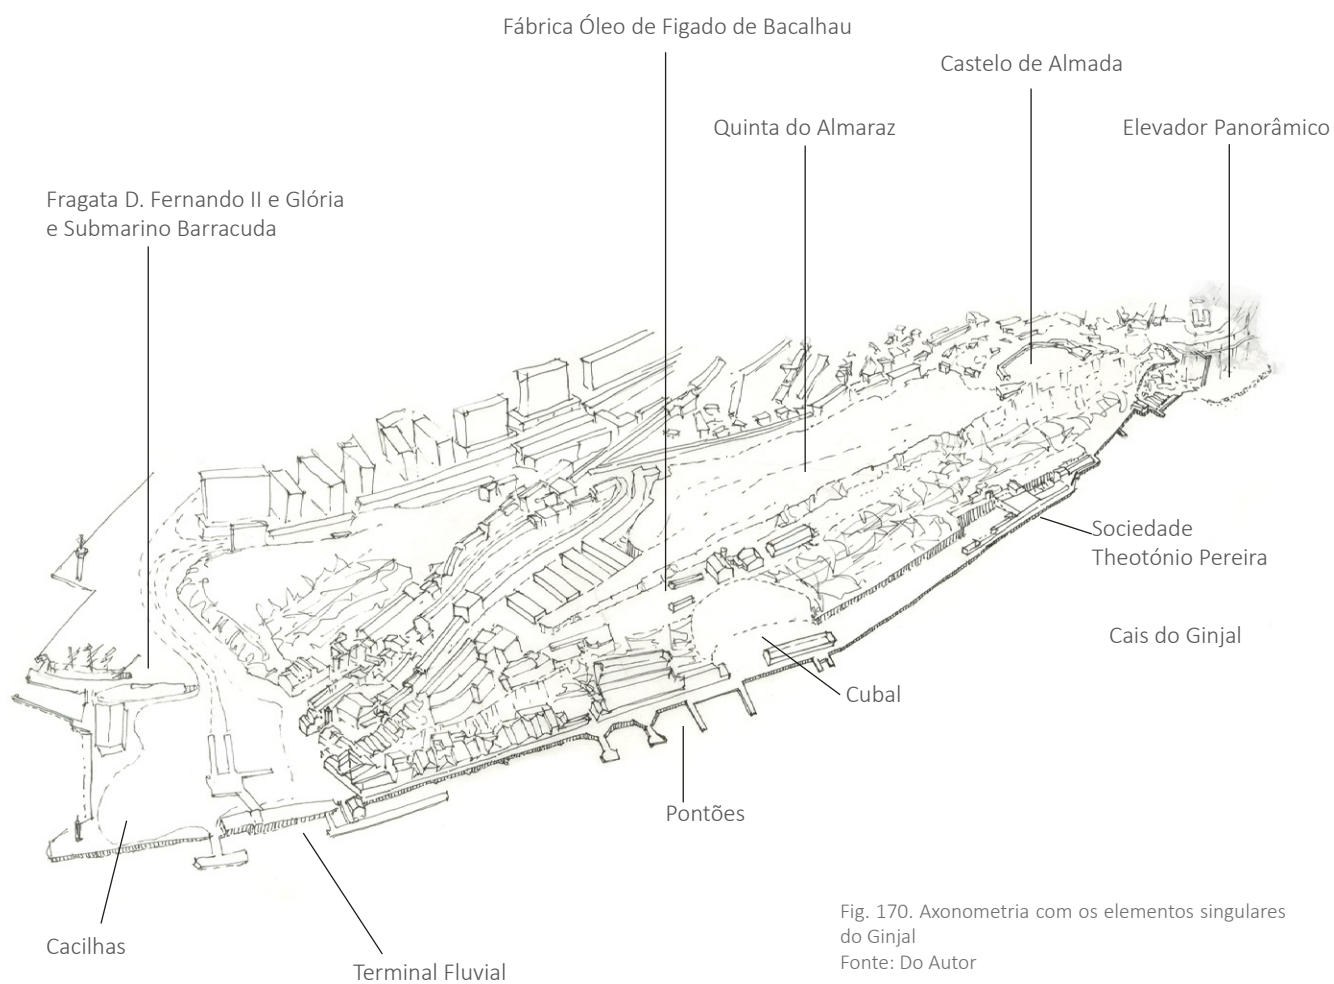 Fábrica Óleo de Figado de Bacalhau
Castelo de Almada
Quinta do Almaraz
Elevador Panorâmico
Fragata D. Fernando II e Glória
e Submarino Barracuda
Sociedade
Theotónio Pereira
Cais do Ginjal
Cubal
Pontões
Cacilhas
Terminal Fluvial
Fig. 170. Axonometria com os elementos singulares
do Ginjal
Fonte: Do Autor